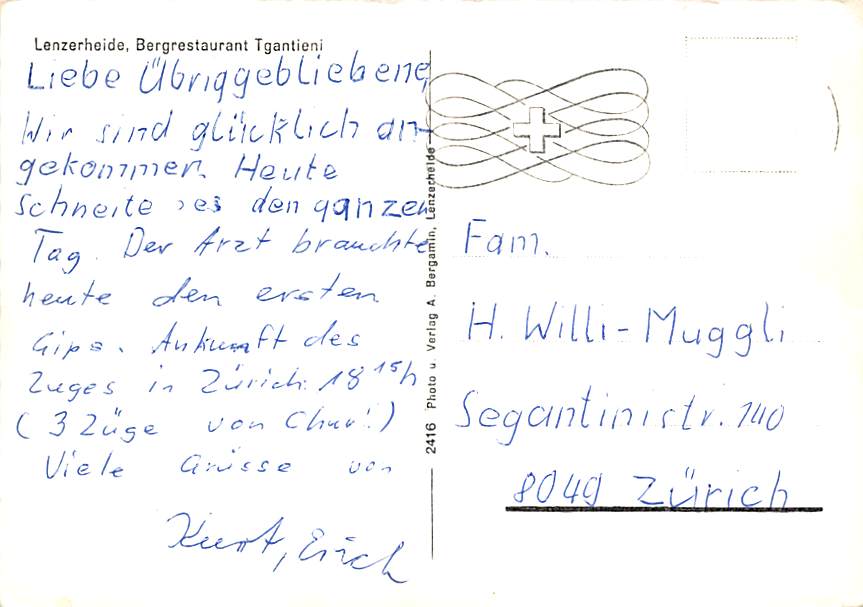 Lenzerheide, Bergrestaurant Tgantieni
Liebe Übriggebliebene,
Wir sind glücklich an-
gekommen. Heute
schneite es den ganzen
Tag. Der Arzt brauchte
heute den ersten
Gips. Ankunft des
Zuges in Zürich: 18 15h
(3 Züge von Chur!)
Viele Grüsse von
Kurt, Erich
2416 Photo u. Verlag A. Bergamin, Lenzerheide
Fam.
H. Willi-Muggli
Segantinistr. 140
8049 Zürich